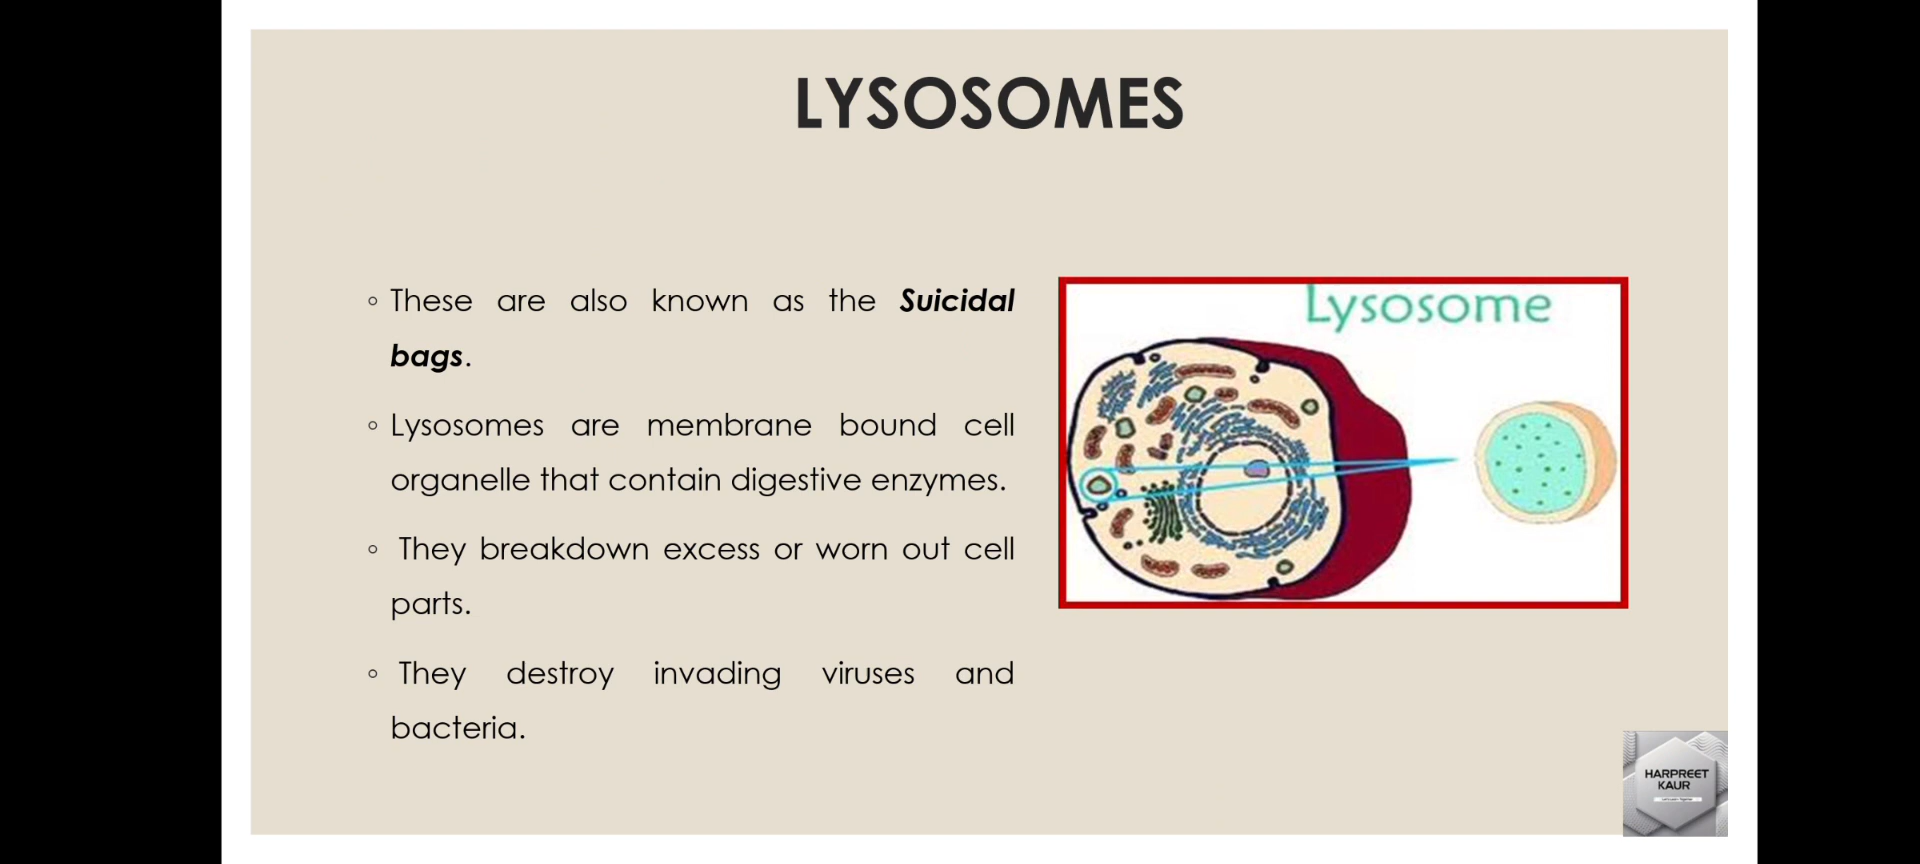 LYSOSOMES
◦ These are also known as the Suicidal
bags.
◦ Lysosomes are membrane bound cell
organelle that contain digestive enzymes.
◦ They breakdown excess or worn out cell
parts.
◦ They destroy invading viruses and
bacteria.
Lysosome
HARPREET
KAUR